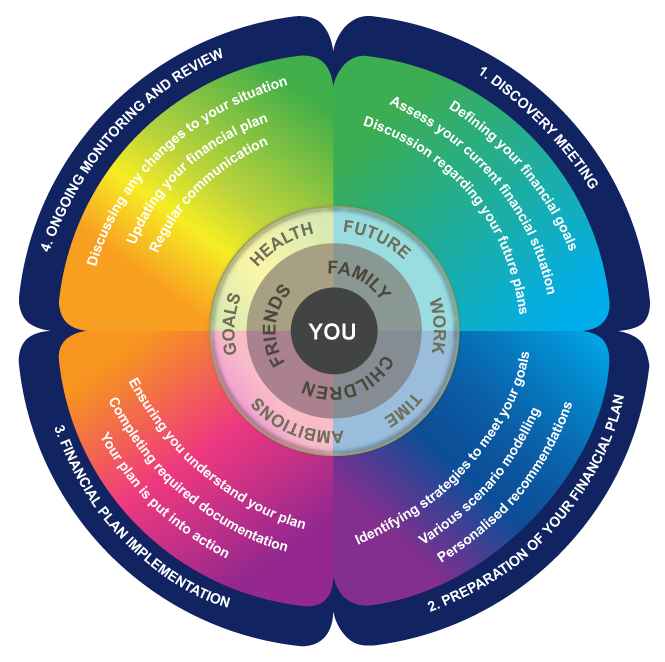 1. DISCOVERY MEETING
Defining your financial goals
Assess your current financial situation
Discussion regarding your future plans
2. PREPARATION OF YOUR FINANCIAL PLAN
Identifying strategies to meet your goals
Various scenario modelling
Personalised recommendations
3. FINANCIAL PLAN IMPLEMENTATION
Ensuring you understand your plan
Completing required documentation
Your plan is put into action
4. ONGOING MONITORING AND REVIEW
Discussing any changes to your situation
Updating your financial plan
Regular communication
HEALTH
FUTURE
WORK
TIME
AMBITIONS
GOALS
FAMILY
CHILDREN
FRIENDS
YOU